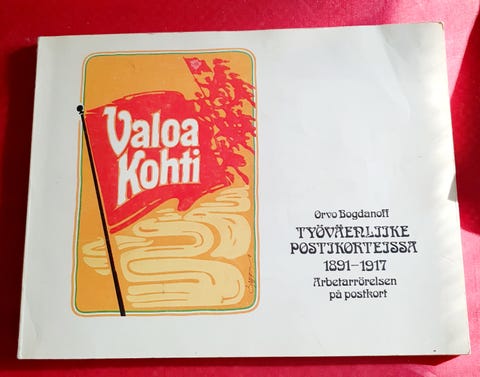 Valoa
Kohti
Orvo Bogdanoff
TYÖVÄENLIIKE
POSTIKORTEISSA
1891–1917
Arbetarrörelsen
på postkort